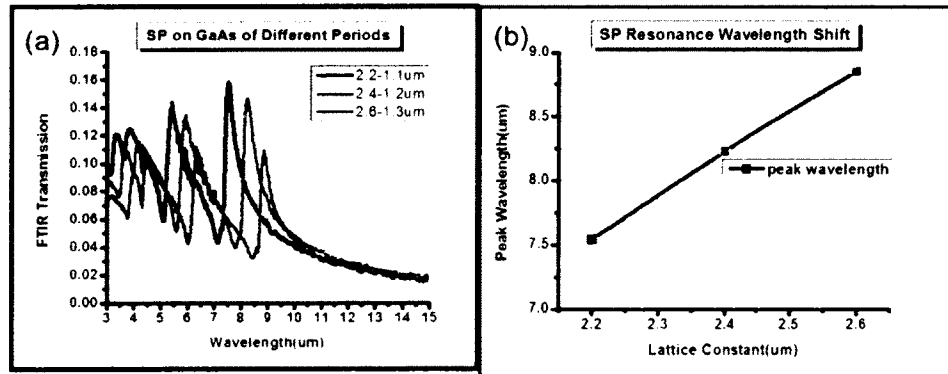 (a)
SP on GaAs of Different Periods
2.2-1.1um
2.4-1.2um
2.6-1.3um
FTIR Transmission
0.18
0.16
0.14
0.12
0.10
0.08
0.06
0.04
0.02
0.00
3 4 5 6 7 8 9 10 11 12 13 14 15
Wavelength(um)
(b)
SP Resonance Wavelength Shift
peak wavelength
Peak Wavelength(um)
9.0
8.5
8.0
7.5
7.0
2.2 2.3 2.4 2.5 2.6
Lattice Constant(um)